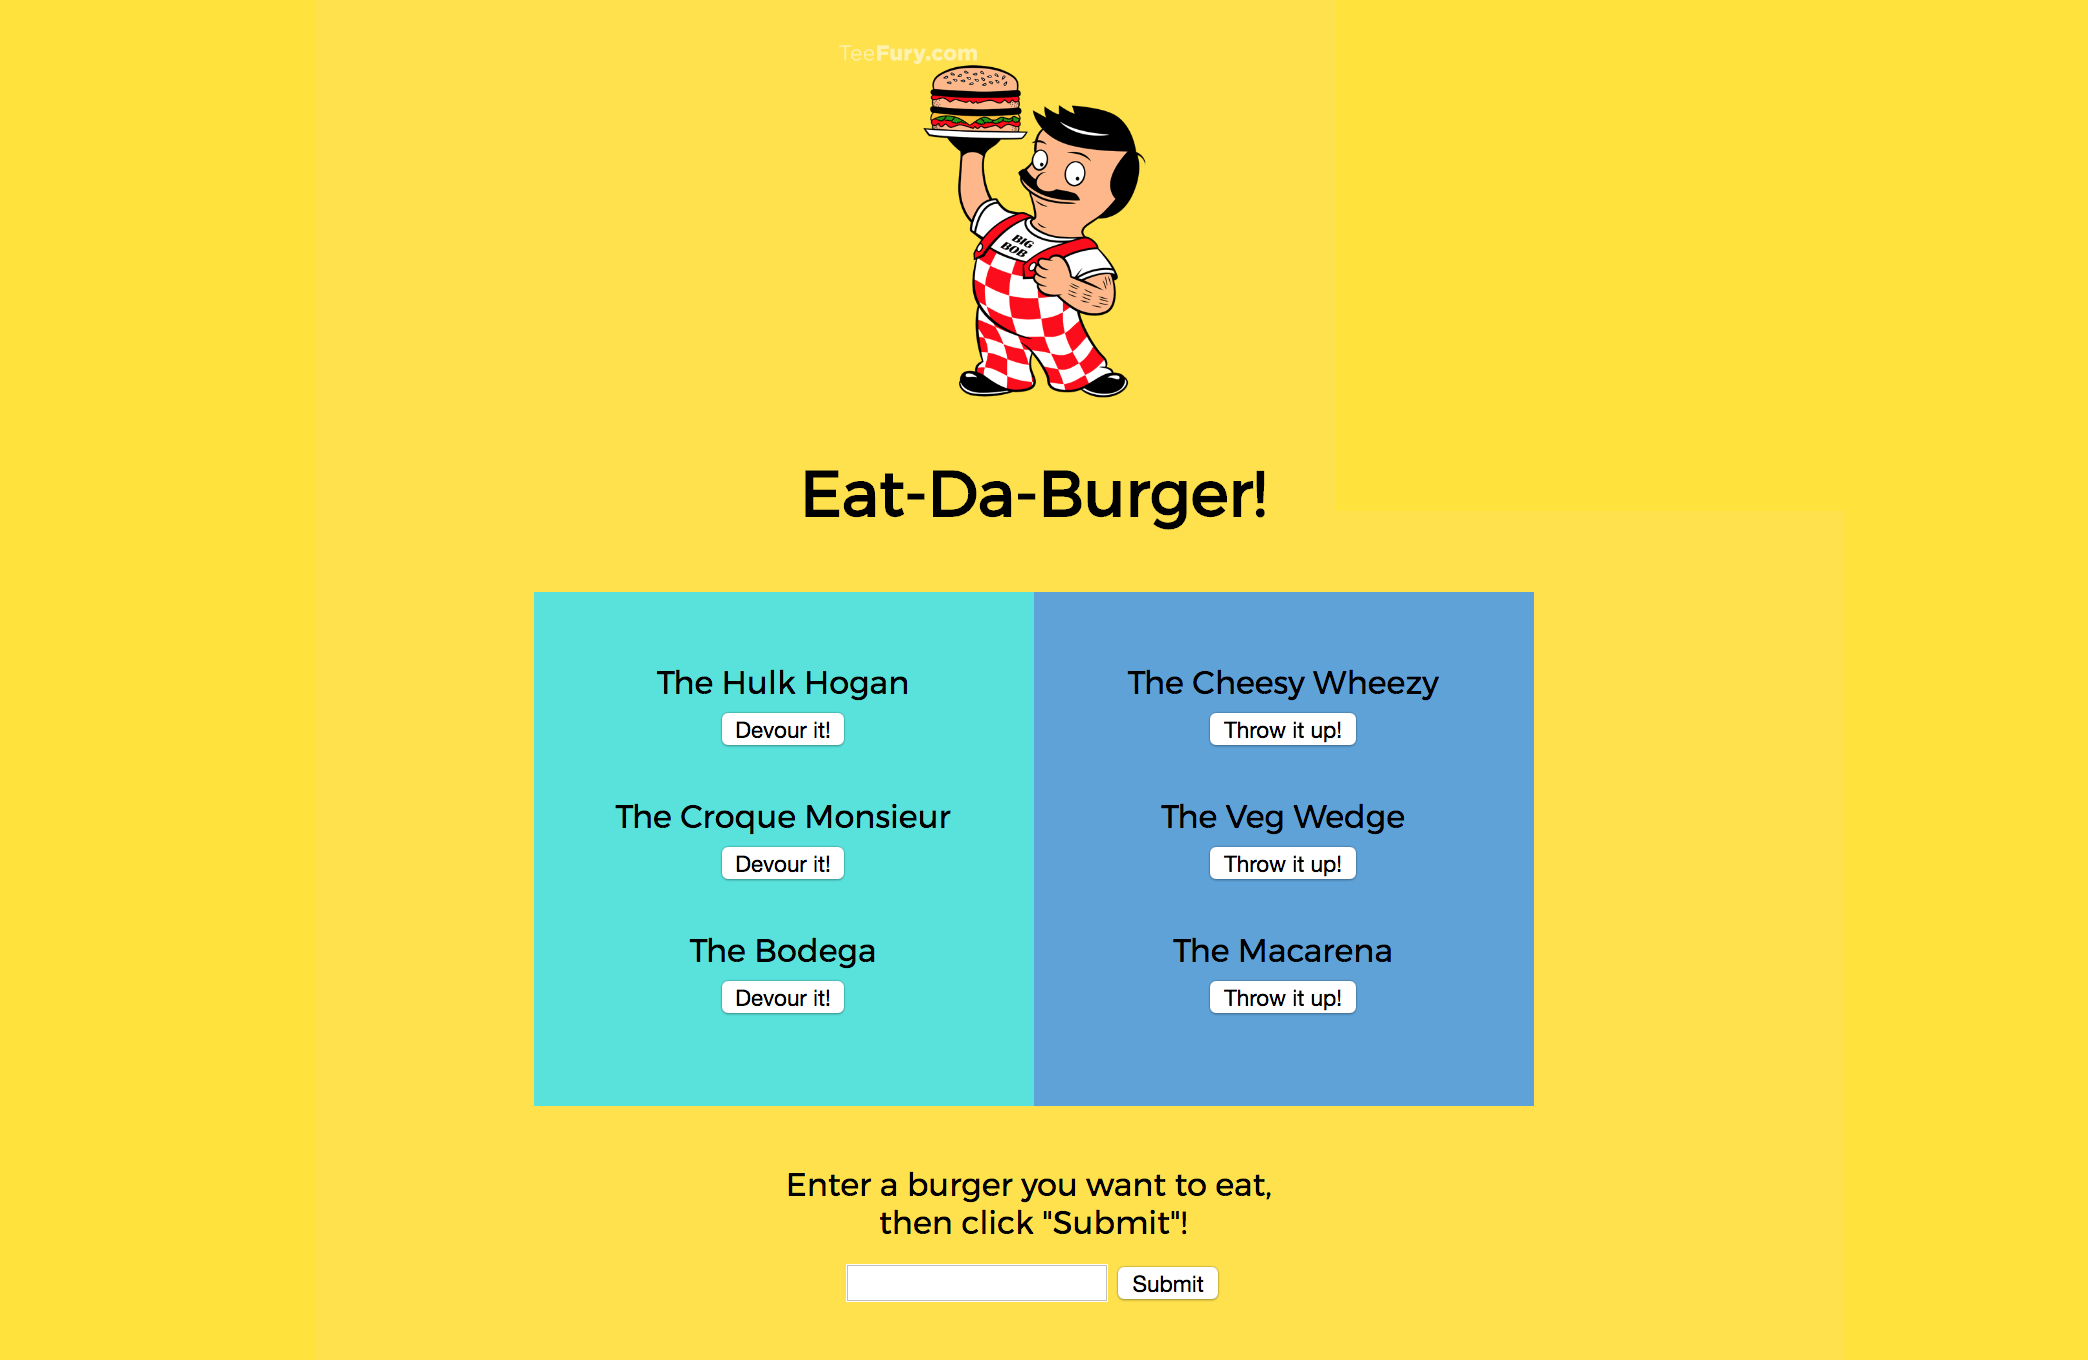 TeeFury.com
BIG
BOB
Eat-Da-Burger!
The Hulk Hogan
Devour it!
The Croque Monsieur
Devour it!
The Bodega
Devour it!
The Cheesy Wheezy
Throw it up!
The Veg Wedge
Throw it up!
The Macarena
Throw it up!
Enter a burger you want to eat,
then click "Submit"!
Submit